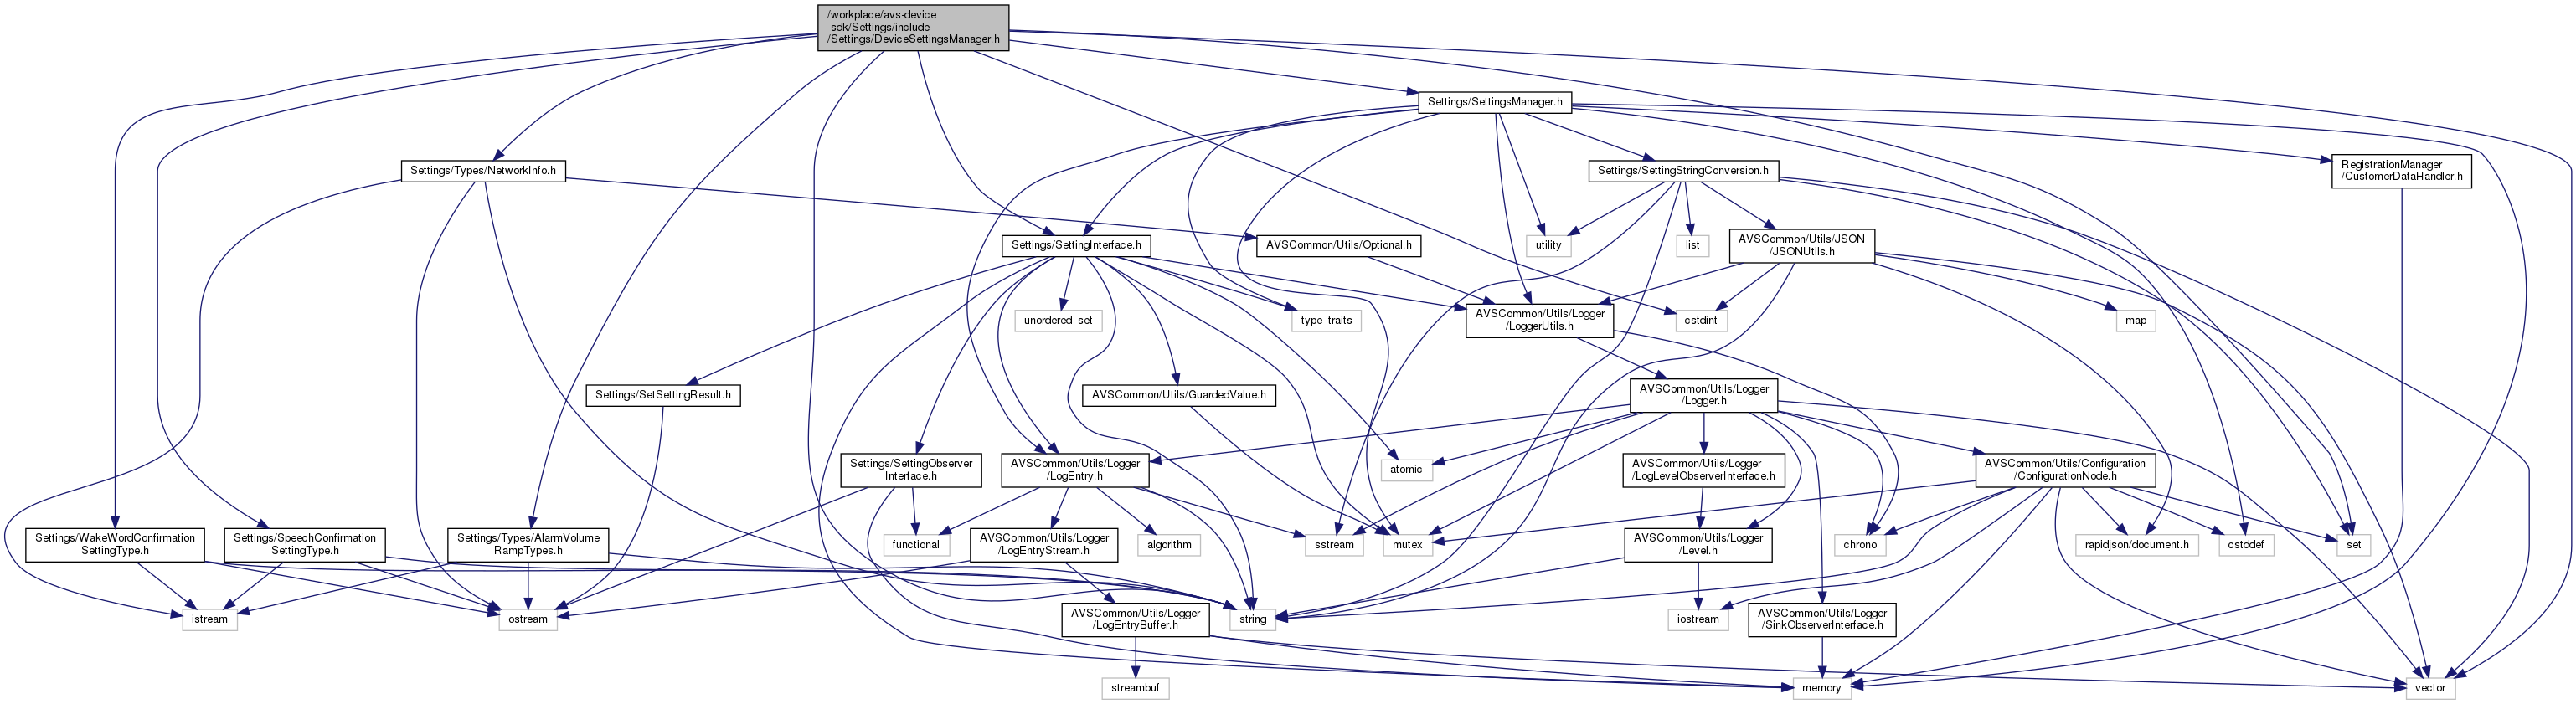 /workplace/avs-device
-sdk/Settings/include
/Settings/DeviceSettingsManager.h
Settings/SettingsManager.h
Settings/Types/NetworkInfo.h
Settings/SettingStringConversion.h
RegistrationManager
/CustomerDataHandler.h
Settings/SettingInterface.h
AVSCommon/Utils/Optional.h
utility
list
AVSCommon/Utils/JSON
/JSONUtils.h
unordered_set
type_traits
AVSCommon/Utils/Logger
/LoggerUtils.h
cstdint
map
Settings/SetSettingResult.h
AVSCommon/Utils/GuardedValue.h
AVSCommon/Utils/Logger
/Logger.h
Settings/SettingObserver
Interface.h
AVSCommon/Utils/Logger
/LogEntry.h
atomic
AVSCommon/Utils/Logger
/LogLevelObserverInterface.h
AVSCommon/Utils/Configuration
/ConfigurationNode.h
Settings/WakeWordConfirmation
SettingType.h
Settings/SpeechConfirmation
SettingType.h
Settings/Types/AlarmVolume
RampTypes.h
functional
AVSCommon/Utils/Logger
/LogEntryStream.h
algorithm
sstream
mutex
AVSCommon/Utils/Logger
/Level.h
chrono
rapidjson/document.h
cstddef
set
istream
ostream
AVSCommon/Utils/Logger
/LogEntryBuffer.h
string
iostream
AVSCommon/Utils/Logger
/SinkObserverInterface.h
streambuf
memory
vector